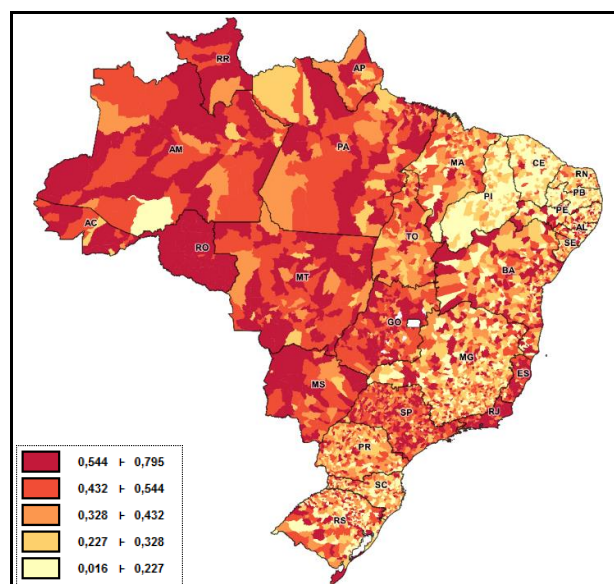 RR
AP
AM
PA
MA
CE
RN
PB
PI
PE
AL
SE
AC
TO
RO
BA
MT
GO
MG
MS
ES
SP
RJ
PR
SC
RS
0,544 ⊦ 0,795
0,432 ⊦ 0,544
0,328 ⊦ 0,432
0,227 ⊦ 0,328
0,016 ⊦ 0,227